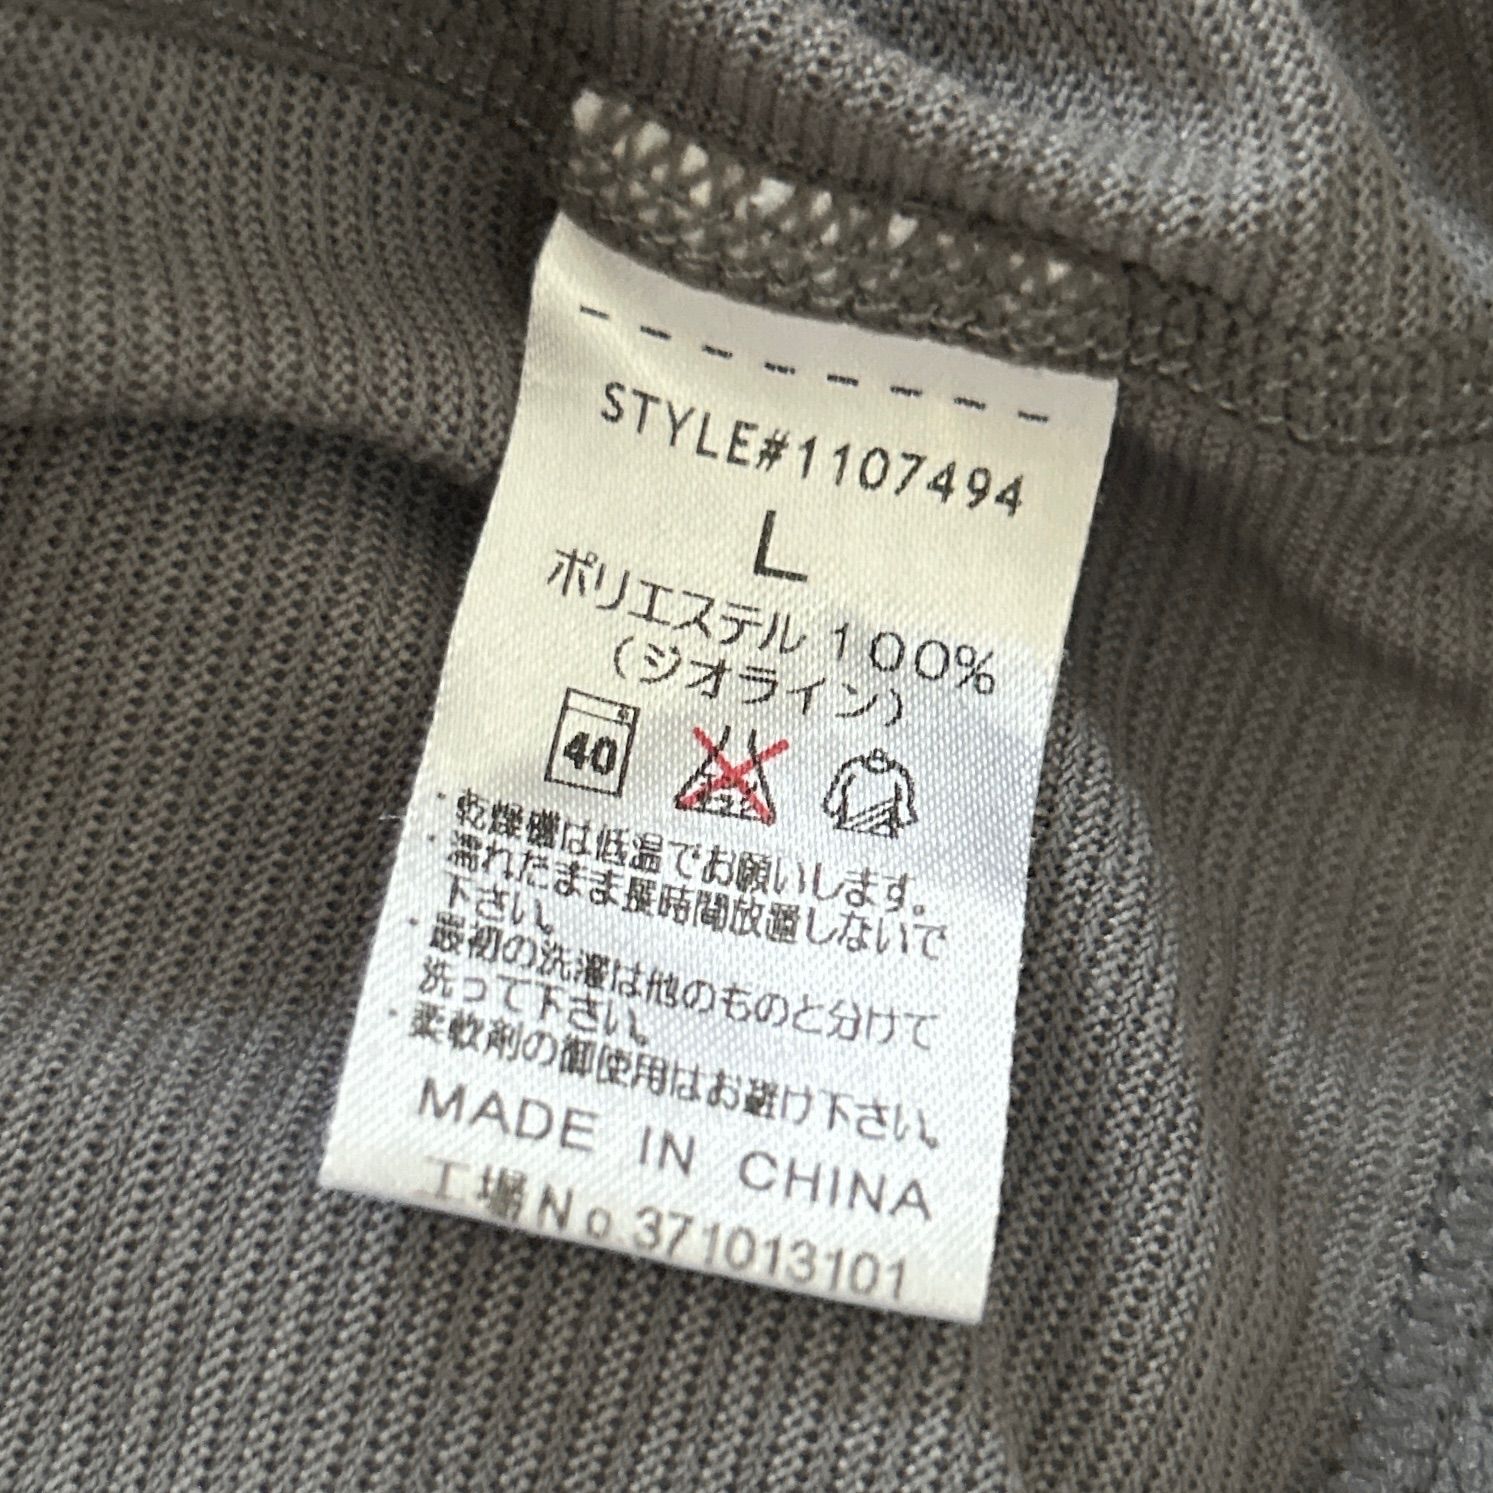 STYLE#1107494
L
ポリエステル 100%
(ジオライン)
40
・乾燥機は低温でお願いします。
・濡れたまま長時間放置しないで
下さい。
・最初の洗濯は他のものと分けて
洗って下さい。
・柔軟剤の御使用はお避け下さい。
MADE IN CHINA
工場No.371013101